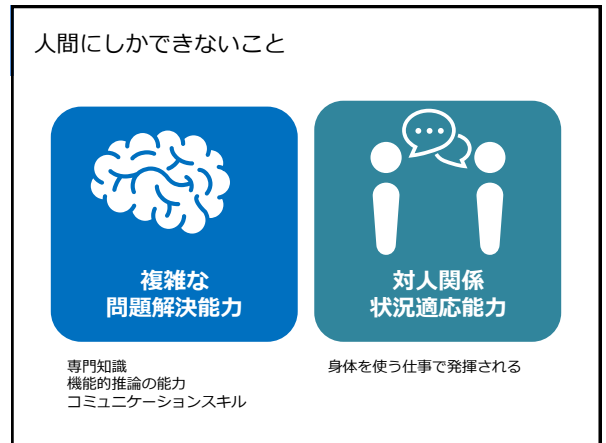 人間にしかできないこと
複雑な
問題解決能力
対人関係
状況適応能力
専門知識
機能的推論の能力
コミュニケーションスキル
身体を使う仕事で発揮される